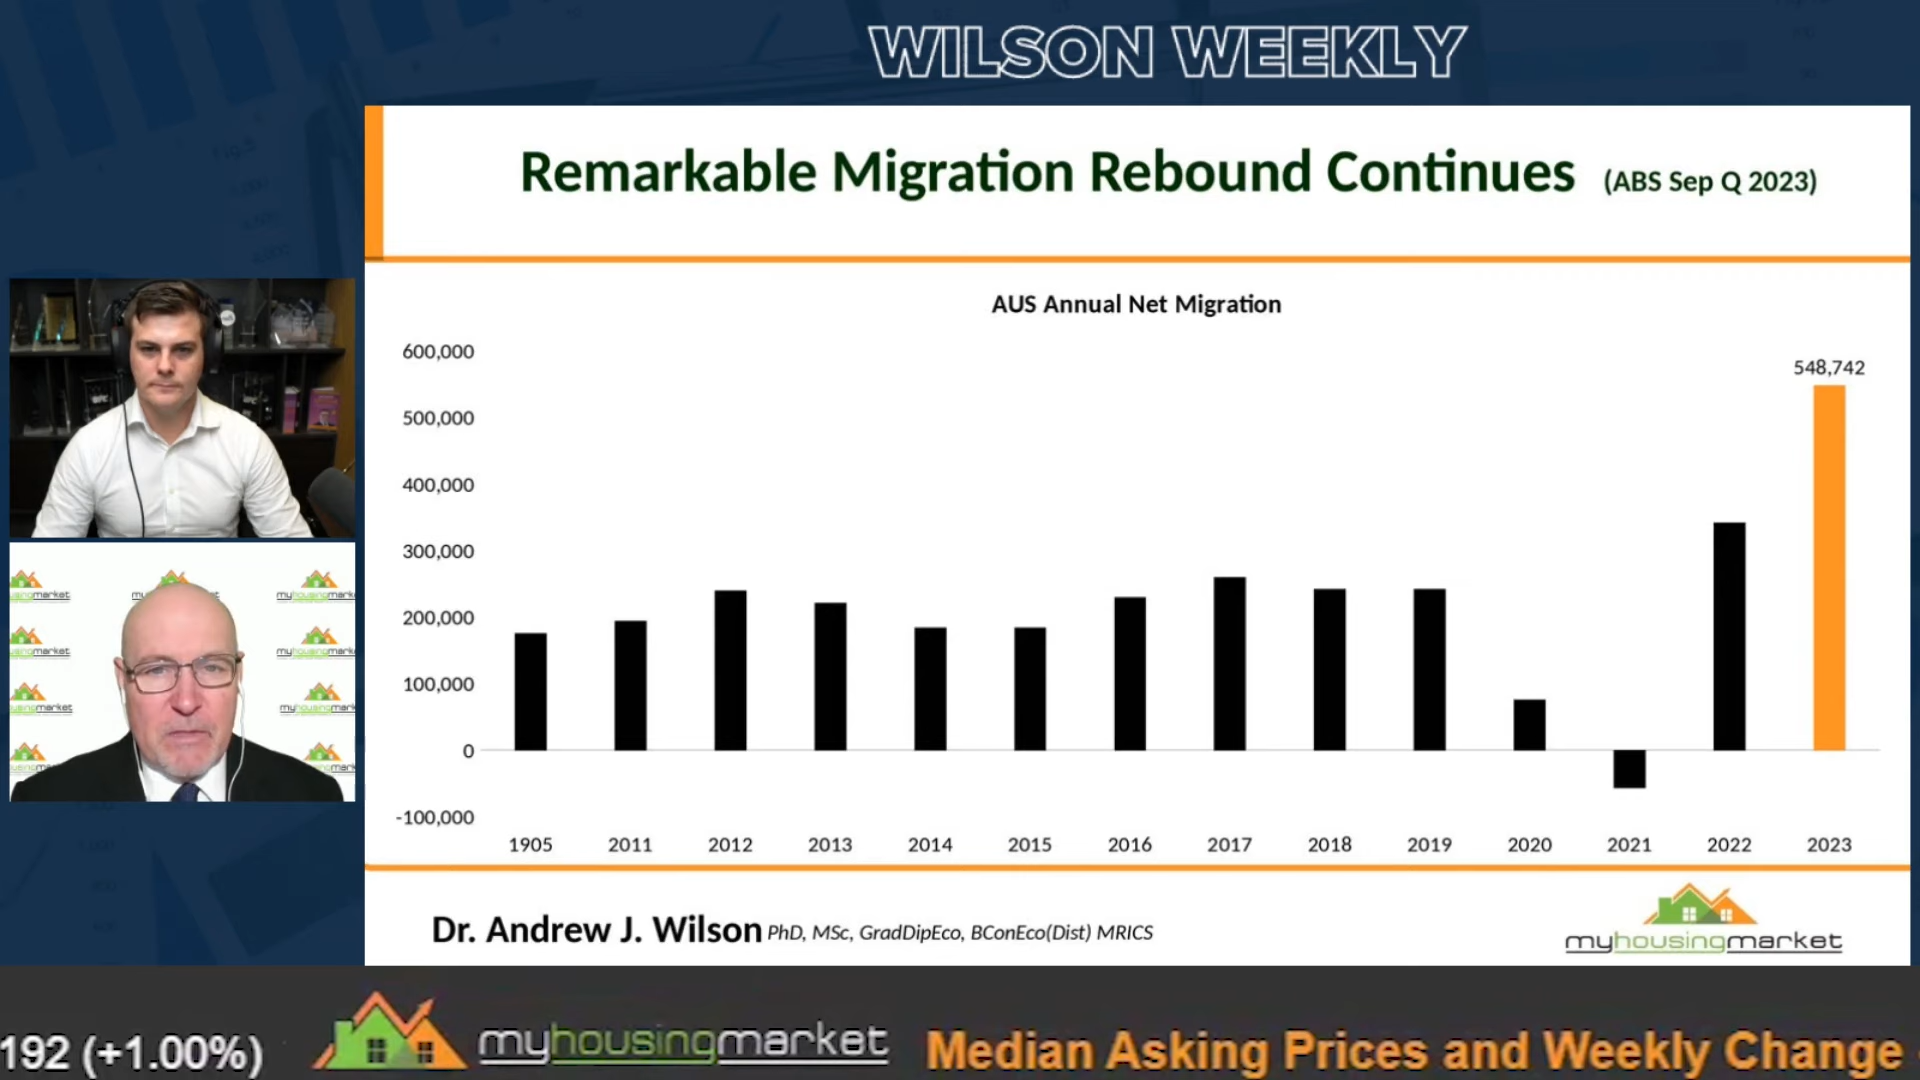 WILSON WEEKLY
Remarkable Migration Rebound Continues (ABS Sep Q 2023)
AUS Annual Net Migration
548,742
600,000
500,000
400,000
300,000
200,000
100,000
0
-100,000
1905 2011 2012 2013 2014 2015 2016 2017 2018 2019 2020 2021 2022 2023
Dr. Andrew J. Wilson PhD, MSc, GradDipEco, BConEco(Dist) MRICS
myhousingmarket
192 (+1.00%) myhousingmarket Median Asking Prices and Weekly Change